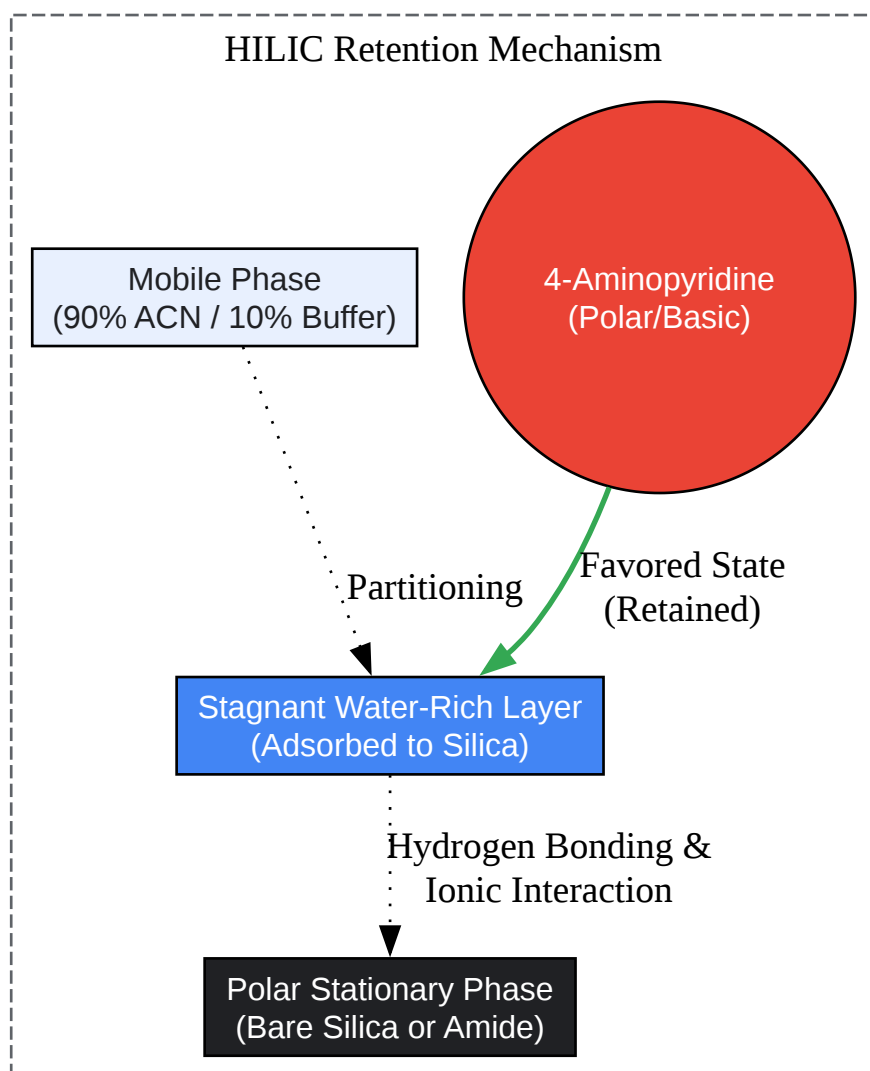 HILIC Retention Mechanism
Mobile Phase
(90% ACN / 10% Buffer)
4-Aminopyridine
(Polar/Basic)
Partitioning
Favored State
(Retained)
Stagnant Water-Rich Layer
(Adsorbed to Silica)
Hydrogen Bonding &
Ionic Interaction
Polar Stationary Phase
(Bare Silica or Amide)